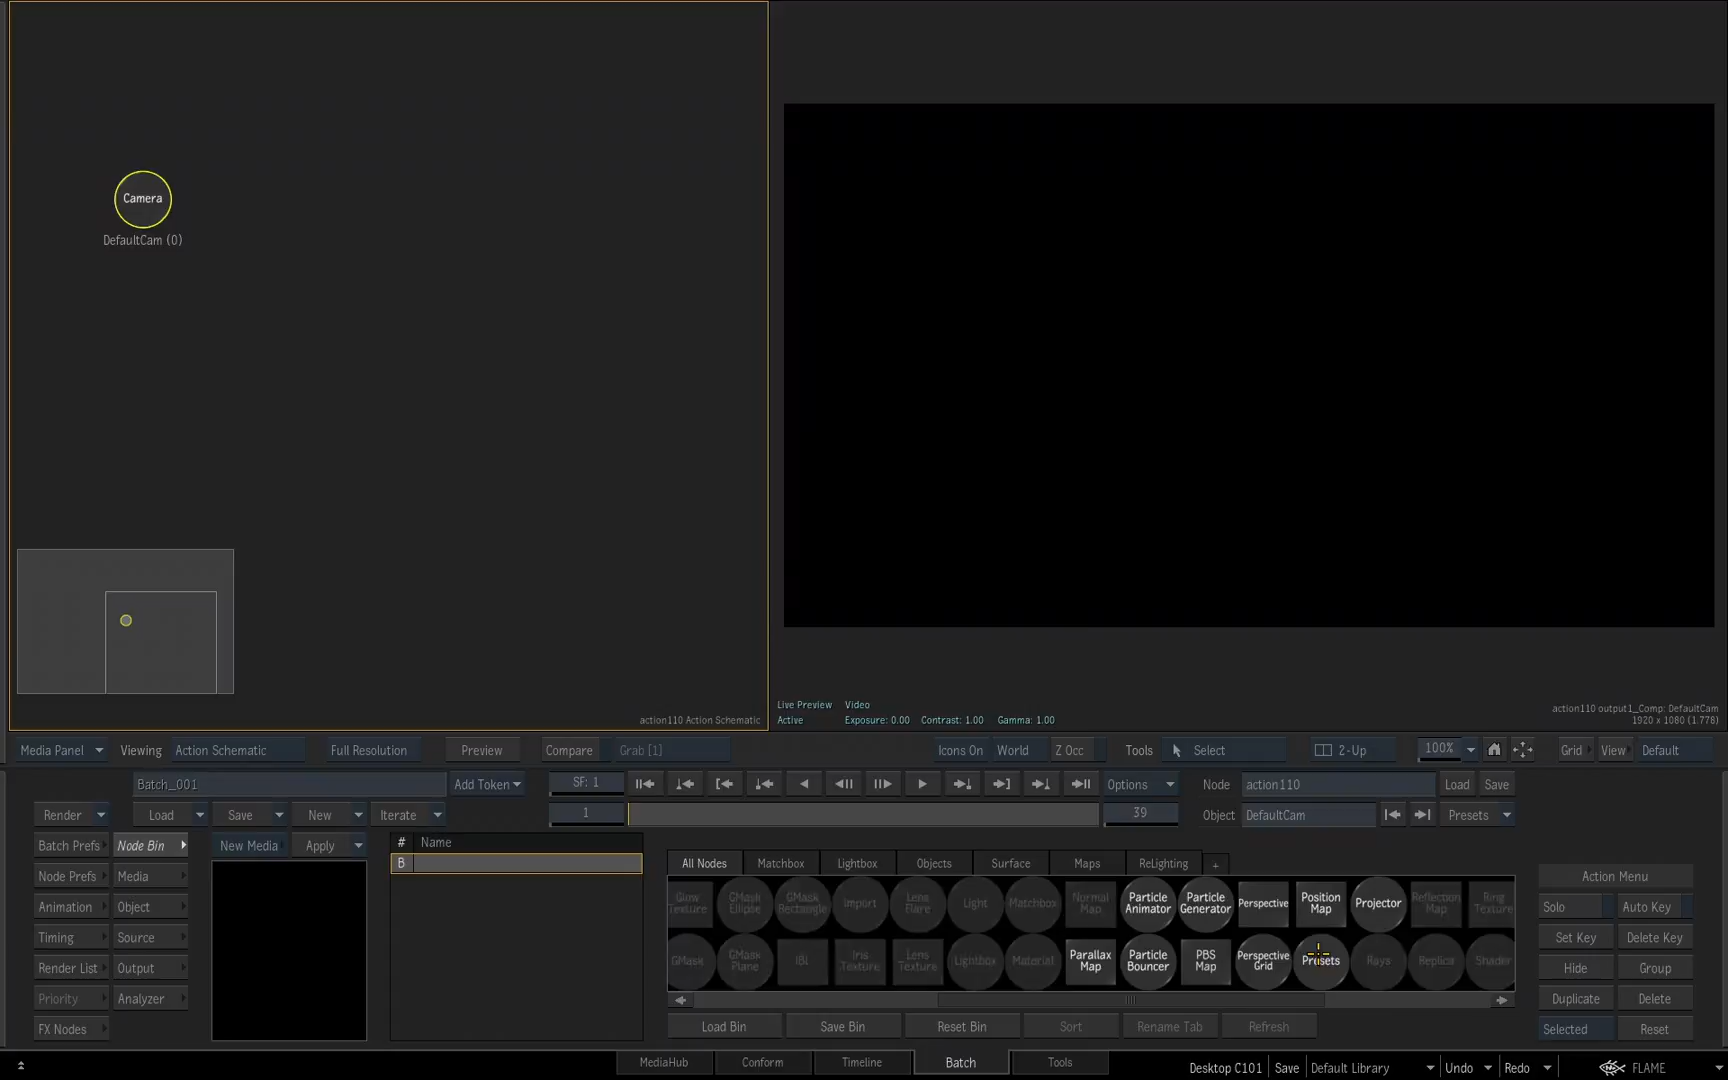 Camera
DefaultCam (0)
action110 Action Schematic
Live Preview Video
Active Exposure: 0.00 Contrast: 1.00 Gamma: 1.00
action110 output1_Comp: DefaultCam
1920 x 1080 (1.778)
Media Panel Viewing Action Schematic Full Resolution Preview Compare Grab [1] Icons On World Z Occ Tools Select 2-Up 100% Grid View Default
Batch_001 Add Token SF: 1 Options Node action110 Load Save
Render Load Save New Iterate 1 39 Object DefaultCam Presets
Batch Prefs Node Bin New Media Apply # Name
B
All Nodes Matchbox Lightbox Objects Surface Maps ReLighting +
Action Menu
Node Prefs Media
Animation Object
Timing Source
Render List Output
Priority Analyzer
FX Nodes
Glow Texture
GMask Ellipse
GMask Rectangle
Import
Lens Flare
Light
Matchbox
Normal Map
Particle Animator
Particle Generator
Perspective
Position Map
Projector
Reflection Map
Ring Texture
GMask
GMask Plane
IBL
Iris Texture
Lens Texture
Lightbox
Material
Parallax Map
Particle Bouncer
PBS Map
Perspective Grid
Presets
Rays
Replica
Shader
Solo Auto Key
Set Key Delete Key
Hide Group
Duplicate Delete
Selected Reset
Load Bin Save Bin Reset Bin Sort Rename Tab Refresh
MediaHub Conform Timeline Batch Tools Desktop C101 Save Default Library Undo Redo FLAME